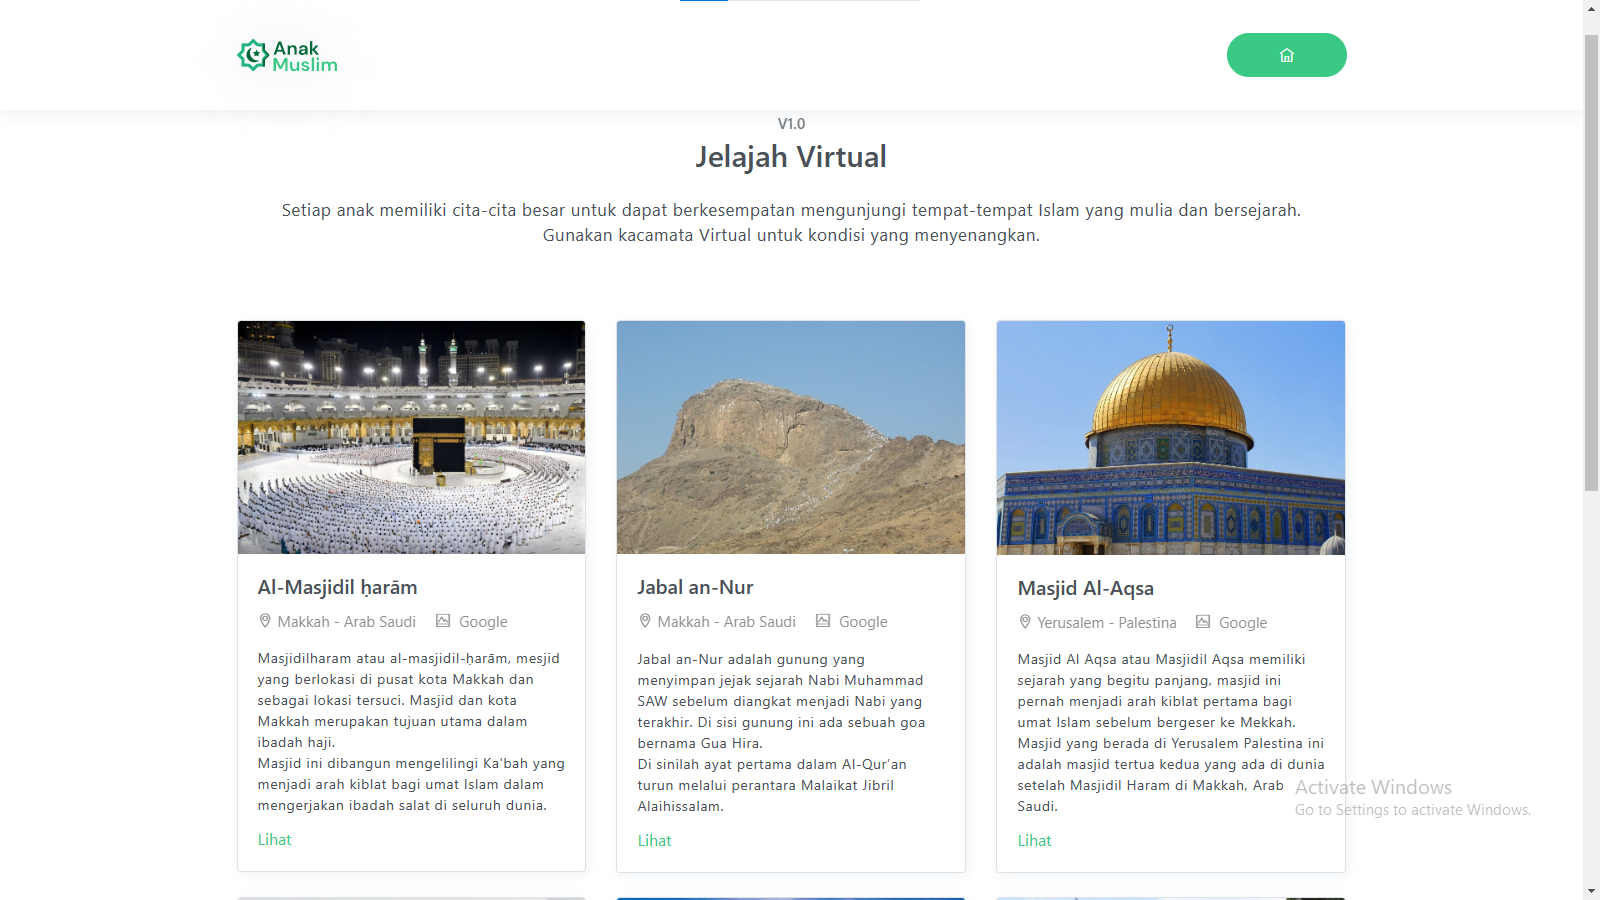 Anak
Muslim
V1.0
Jelajah Virtual
Setiap anak memiliki cita-cita besar untuk dapat berkesempatan mengunjungi tempat-tempat Islam yang mulia dan bersejarah.
Gunakan kacamata Virtual untuk kondisi yang menyenangkan.
Al-Masjidil ḥarām
Makkah - Arab Saudi Google
Masjidilharam atau al-masjidil-ḥarām, mesjid
yang berlokasi di pusat kota Makkah dan
sebagai lokasi tersuci. Masjid dan kota
Makkah merupakan tujuan utama dalam
ibadah haji.
Masjid ini dibangun mengelilingi Ka'bah yang
menjadi arah kiblat bagi umat Islam dalam
mengerjakan ibadah salat di seluruh dunia.
Lihat
Jabal an-Nur
Makkah - Arab Saudi Google
Jabal an-Nur adalah gunung yang
menyimpan jejak sejarah Nabi Muhammad
SAW sebelum diangkat menjadi Nabi yang
terakhir. Di sisi gunung ini ada sebuah goa
bernama Gua Hira.
Di sinilah ayat pertama dalam Al-Qur’an
turun melalui perantara Malaikat Jibril
Alaihissalam.
Lihat
Masjid Al-Aqsa
Yerusalem - Palestina Google
Masjid Al Aqsa atau Masjidil Aqsa memiliki
sejarah yang begitu panjang, masjid ini
pernah menjadi arah kiblat pertama bagi
umat Islam sebelum bergeser ke Mekkah.
Masjid yang berada di Yerusalem Palestina ini
adalah masjid tertua kedua yang ada di dunia
setelah Masjidil Haram di Makkah, Arab
Saudi.
Lihat
Activate Windows
Go to Settings to activate Windows.